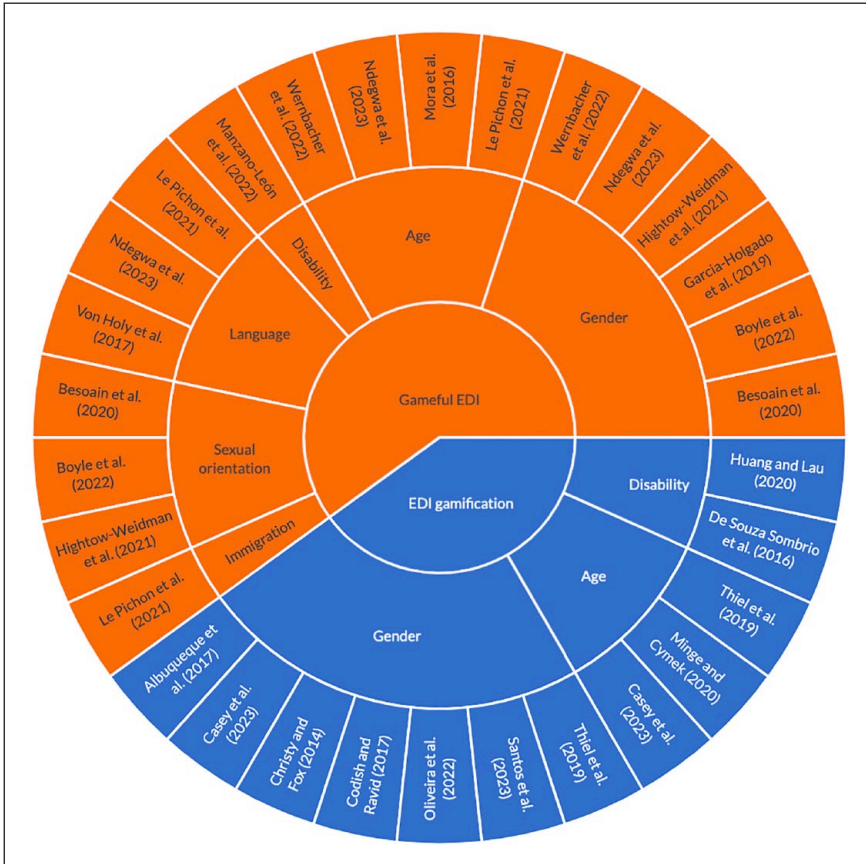 Gameful EDI
Gender
Wernbacher
et al. (2022)
Ndegwa et al.
(2023)
Hightow-Weidman
et al. (2021)
Garcia-Holgado
et al. (2019)
Boyle et al.
(2022)
Besoain et al.
(2020)
Age
Wernbacher
et al. (2022)
Ndegwa et al.
(2023)
Mora et al.
(2016)
Le Pichon et al.
(2021)
Disability
Manzano-León
et al. (2022)
Language
Le Pichon et al.
(2021)
Ndegwa et al.
(2023)
Von Holy et al.
(2017)
Sexual
orientation
Besoain et al.
(2020)
Boyle et al.
(2022)
Hightow-Weidman
et al. (2021)
Immigration
Le Pichon et al.
(2021)
EDI gamification
Disability
Huang and Lau
(2020)
De Souza Sombrio
et al. (2016)
Age
Thiel et al.
(2019)
Minge and
Cymek (2020)
Casey et al.
(2023)
Gender
Thiel et al.
(2019)
Santos et al.
(2023)
Oliveira et al.
(2022)
Codish and
Ravid (2017)
Christy and
Fox (2014)
Casey et al.
(2023)
Albuqueque et
al. (2017)